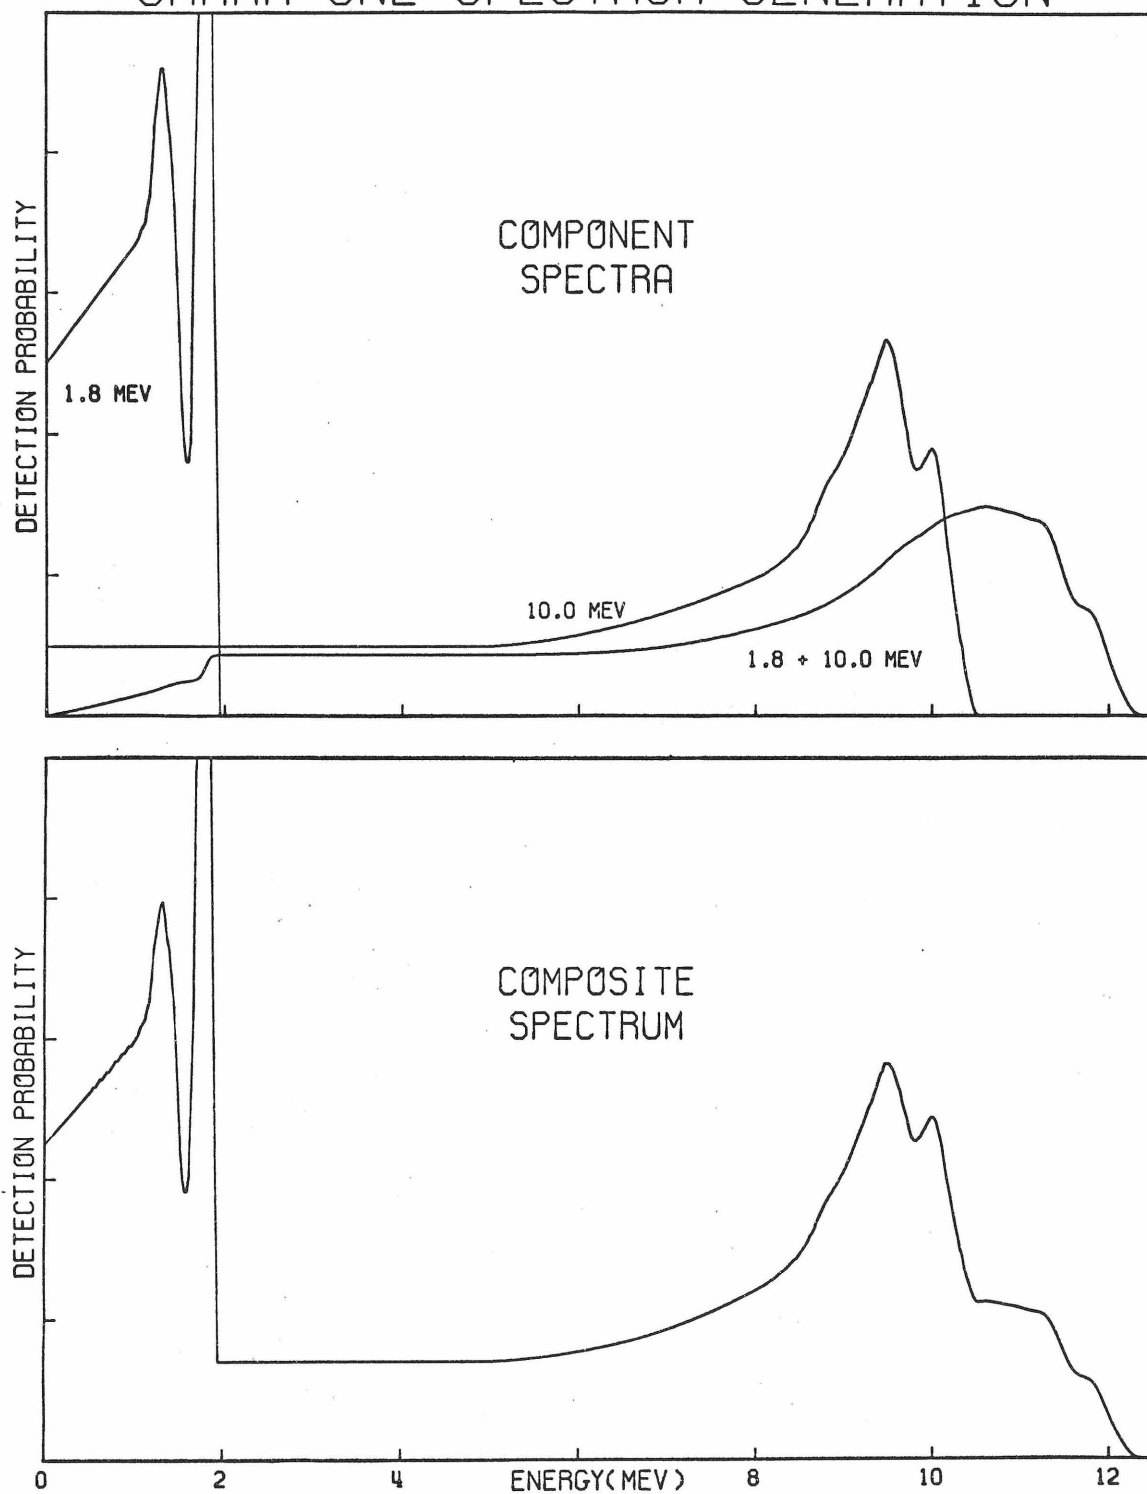 COMPONENT
SPECTRA
DETECTION PROBABILITY
1.8 MEV
10.0 MEV
1.8 + 10.0 MEV
COMPOSITE
SPECTRUM
DETECTION PROBABILITY
0 2 4 ENERGY(MEV) 8 10 12